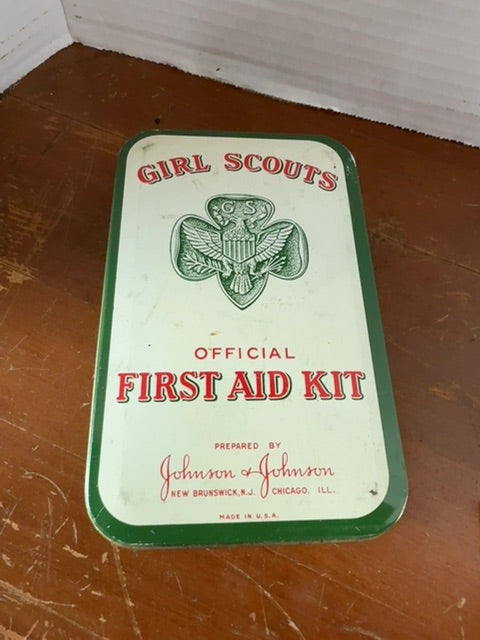 GIRL SCOUTS
G S
OFFICIAL
FIRST AID KIT
PREPARED BY
Johnson & Johnson
NEW BRUNSWICK, N.J. CHICAGO, ILL.
MADE IN U.S.A.